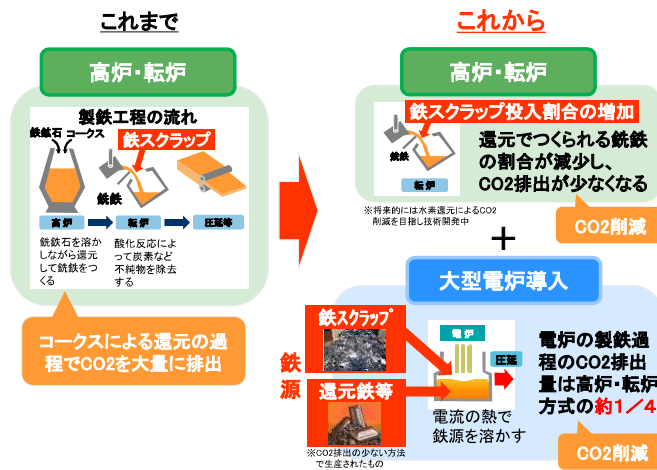 これまで
高炉・転炉
製鉄工程の流れ
鉄鉱石 コークス
鉄スクラップ
銑鉄
高炉
転炉
圧延等
銑鉄石を溶か
しながら還元
して銑鉄をつ
くる
酸化反応によ
って炭素など
不純物を除去
する
コークスによる還元の過
程でCO2を大量に排出
これから
高炉・転炉
鉄スクラップ投入割合の増加
銑鉄
転炉
還元でつくられる銑鉄
の割合が減少し、
CO2排出が少なくなる
※将来的には水素還元によるCO2
削減を目指し技術開発中
CO2削減
+
大型電炉導入
鉄源
鉄スクラップ
還元鉄等
※CO2排出の少ない方法
で生産されたもの
電炉
圧延
電流の熱で
鉄源を溶かす
電炉の製鉄過
程のCO2排出
量は高炉・転炉
方式の約1/4
CO2削減